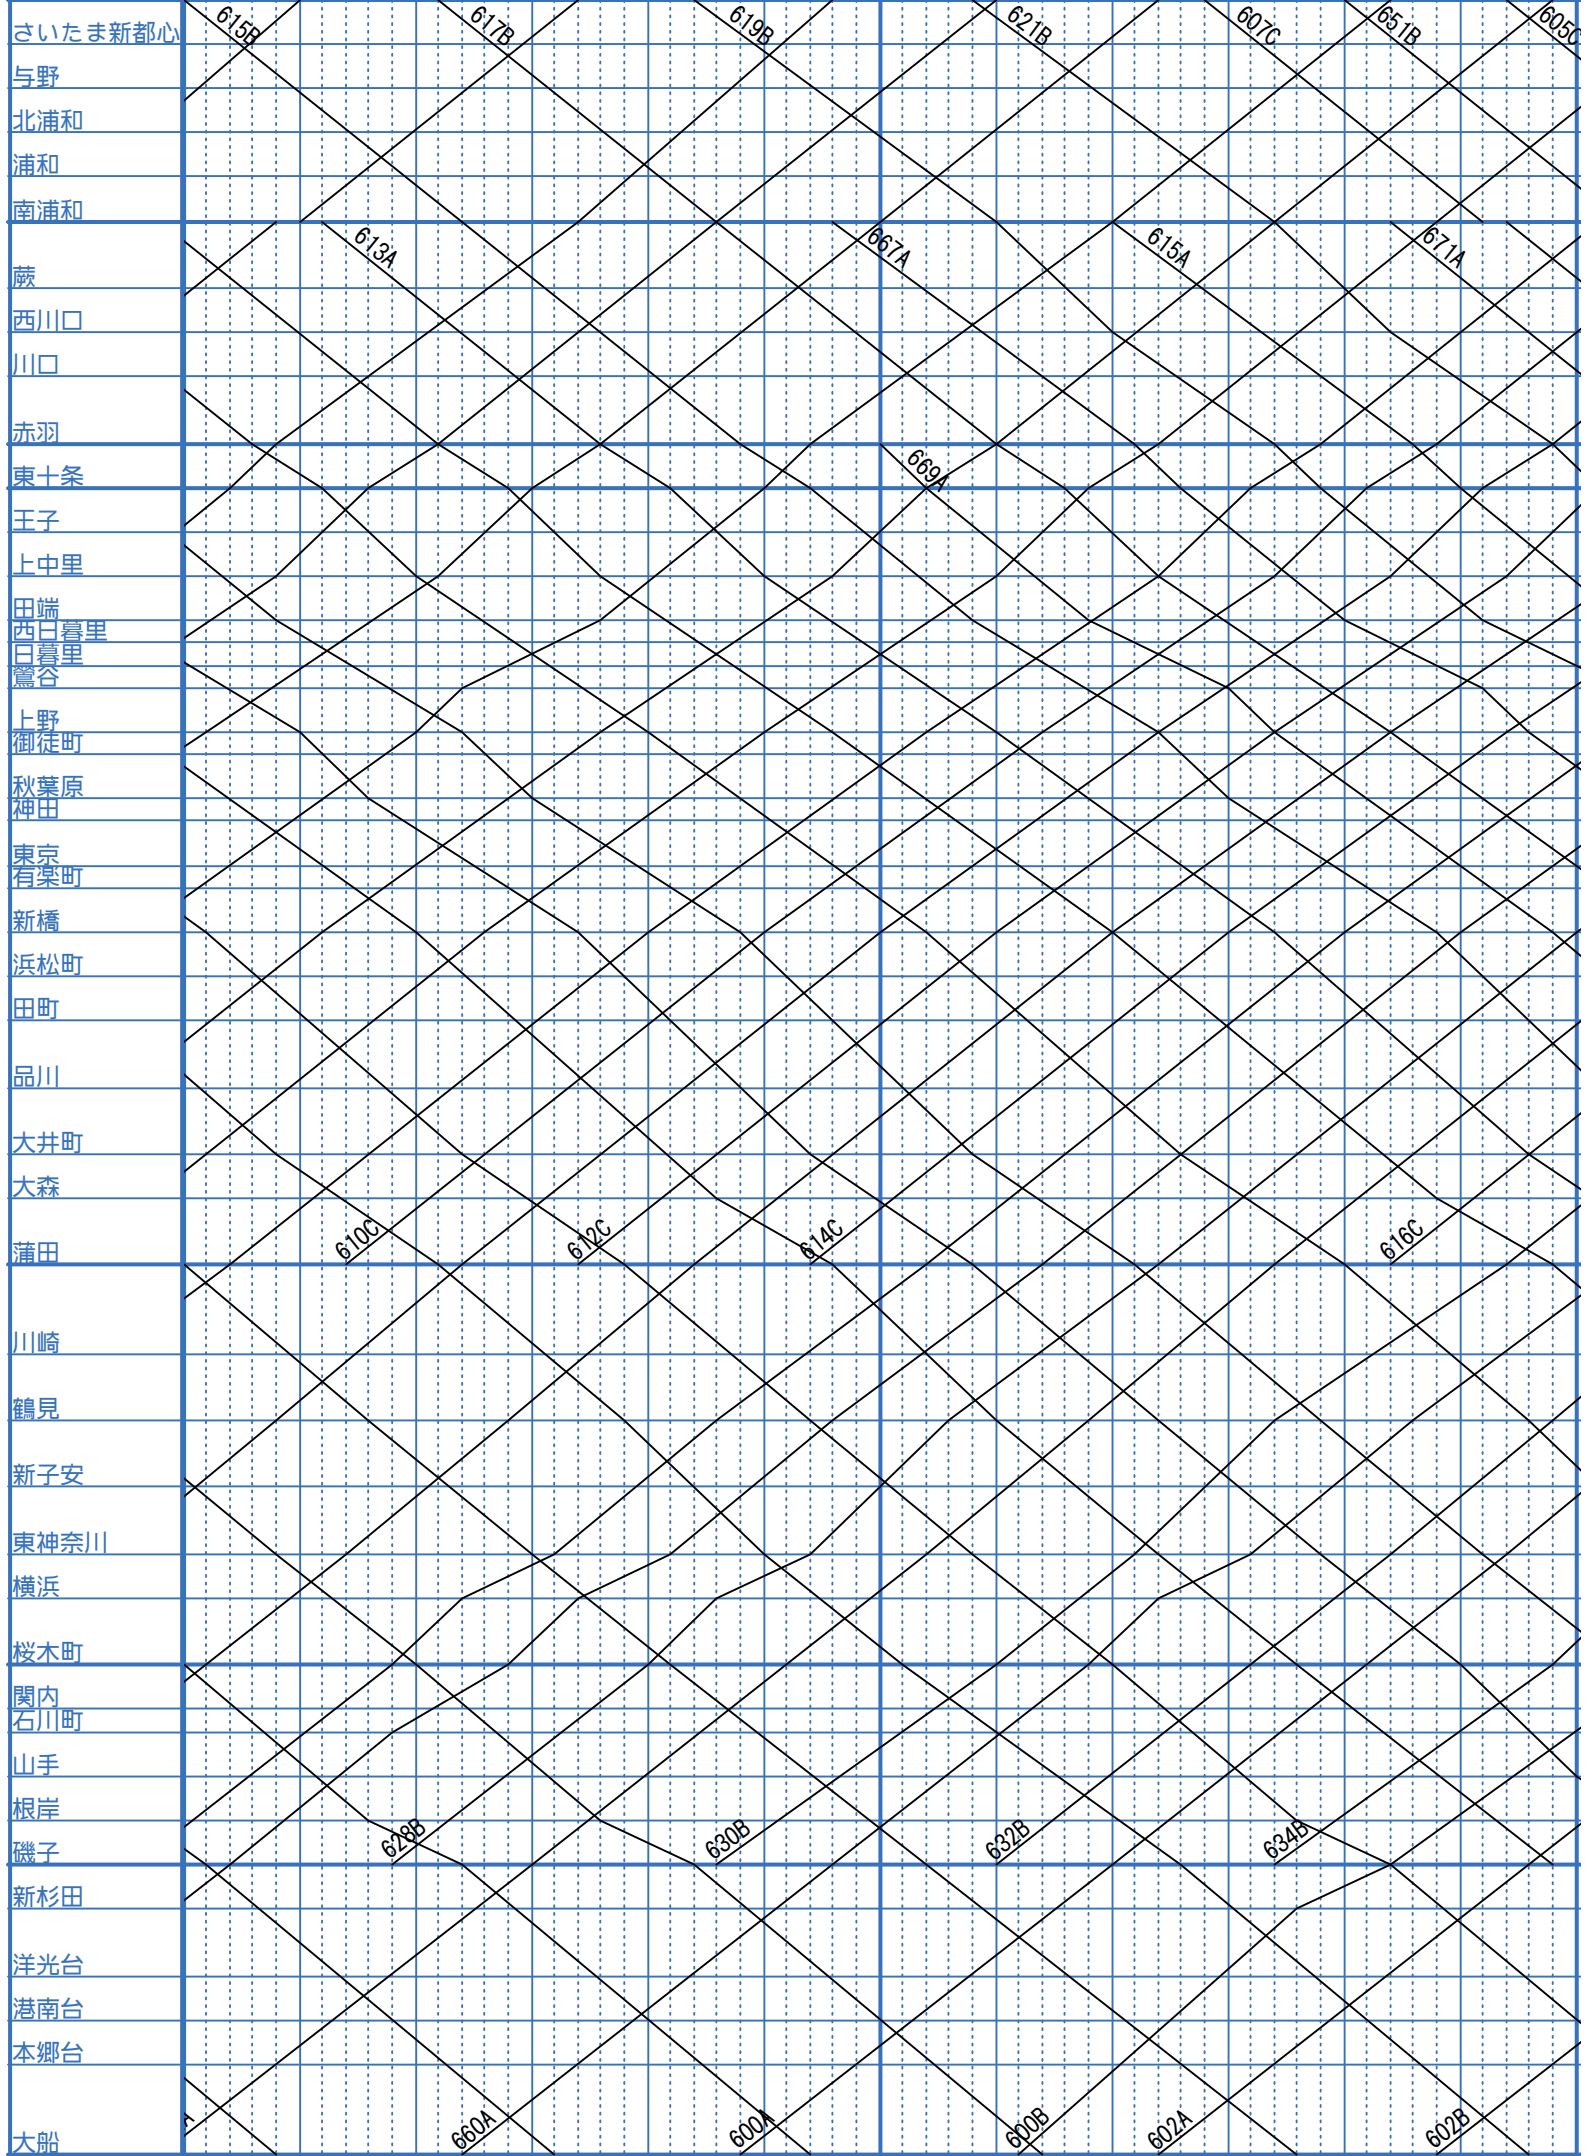 615B
617B
619B
621B
607C
651B
605C
さいたま新都心
与野
北浦和
浦和
南浦和
613A
667A
615A
671A
蕨
西川口
川口
赤羽
669A
東十条
王子
上中里
田端
西日暮里
日暮里
鶯谷
上野
御徒町
秋葉原
神田
東京
有楽町
新橋
浜松町
田町
品川
大井町
大森
610C
612C
614C
616C
蒲田
川崎
鶴見
新子安
東神奈川
横浜
桜木町
関内
石川町
山手
根岸
628B
630B
632B
634B
磯子
新杉田
洋光台
港南台
本郷台
A
660A
600A
600B
602A
602B
大船